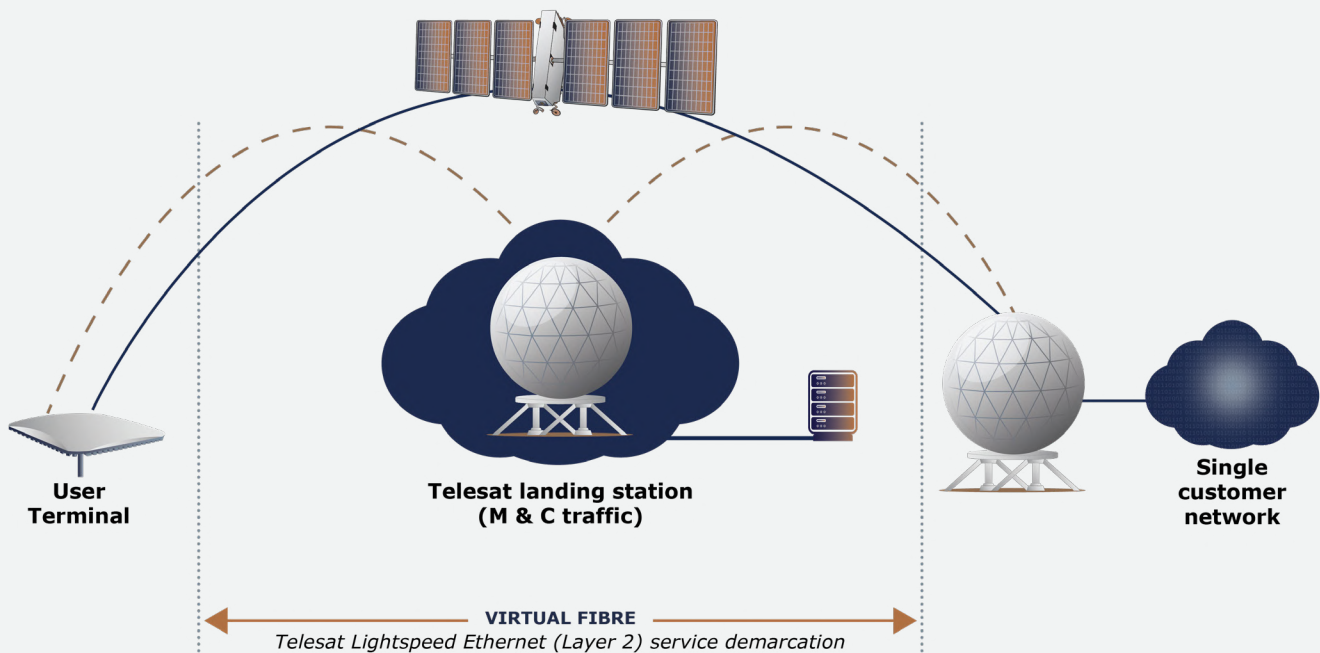 User
Terminal
Telesat landing station
(M & C traffic)
Single
customer
network
VIRTUAL FIBRE
Telesat Lightspeed Ethernet (Layer 2) service demarcation